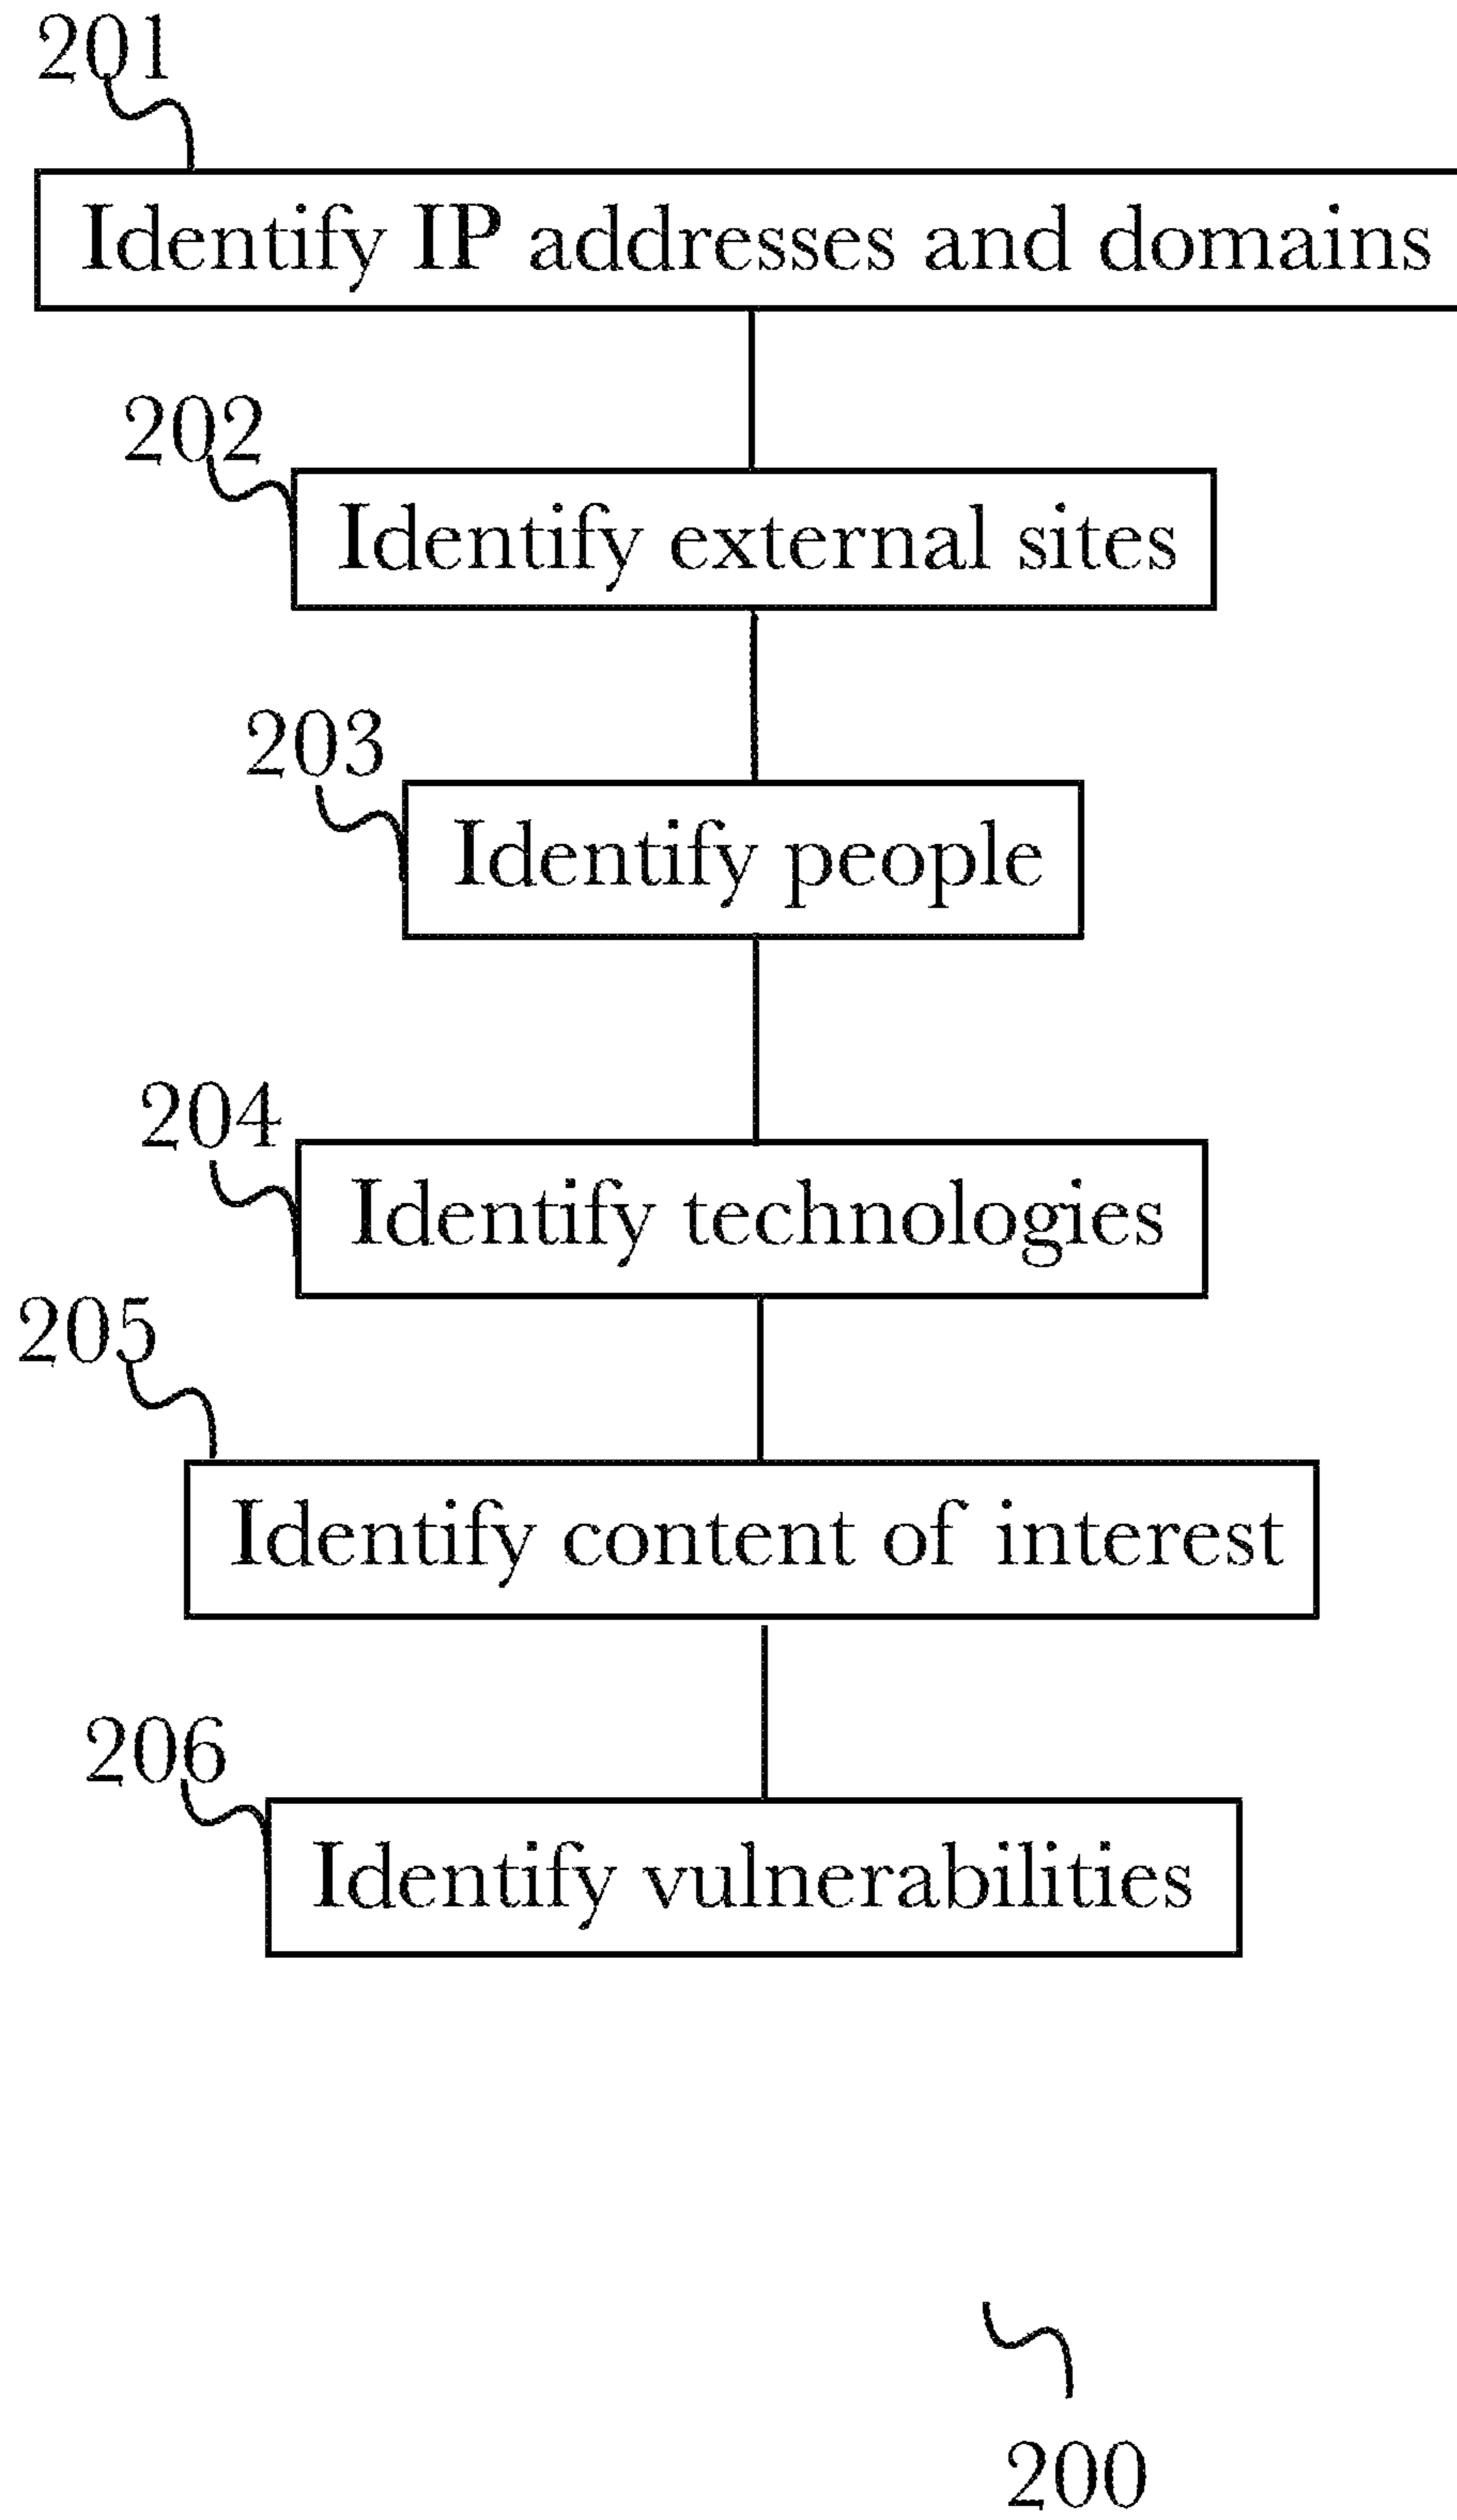 201
Identify IP addresses and domains
202
Identify external sites
203
Identify people
204
Identify technologies
205
Identify content of interest
206
Identify vulnerabilities
200